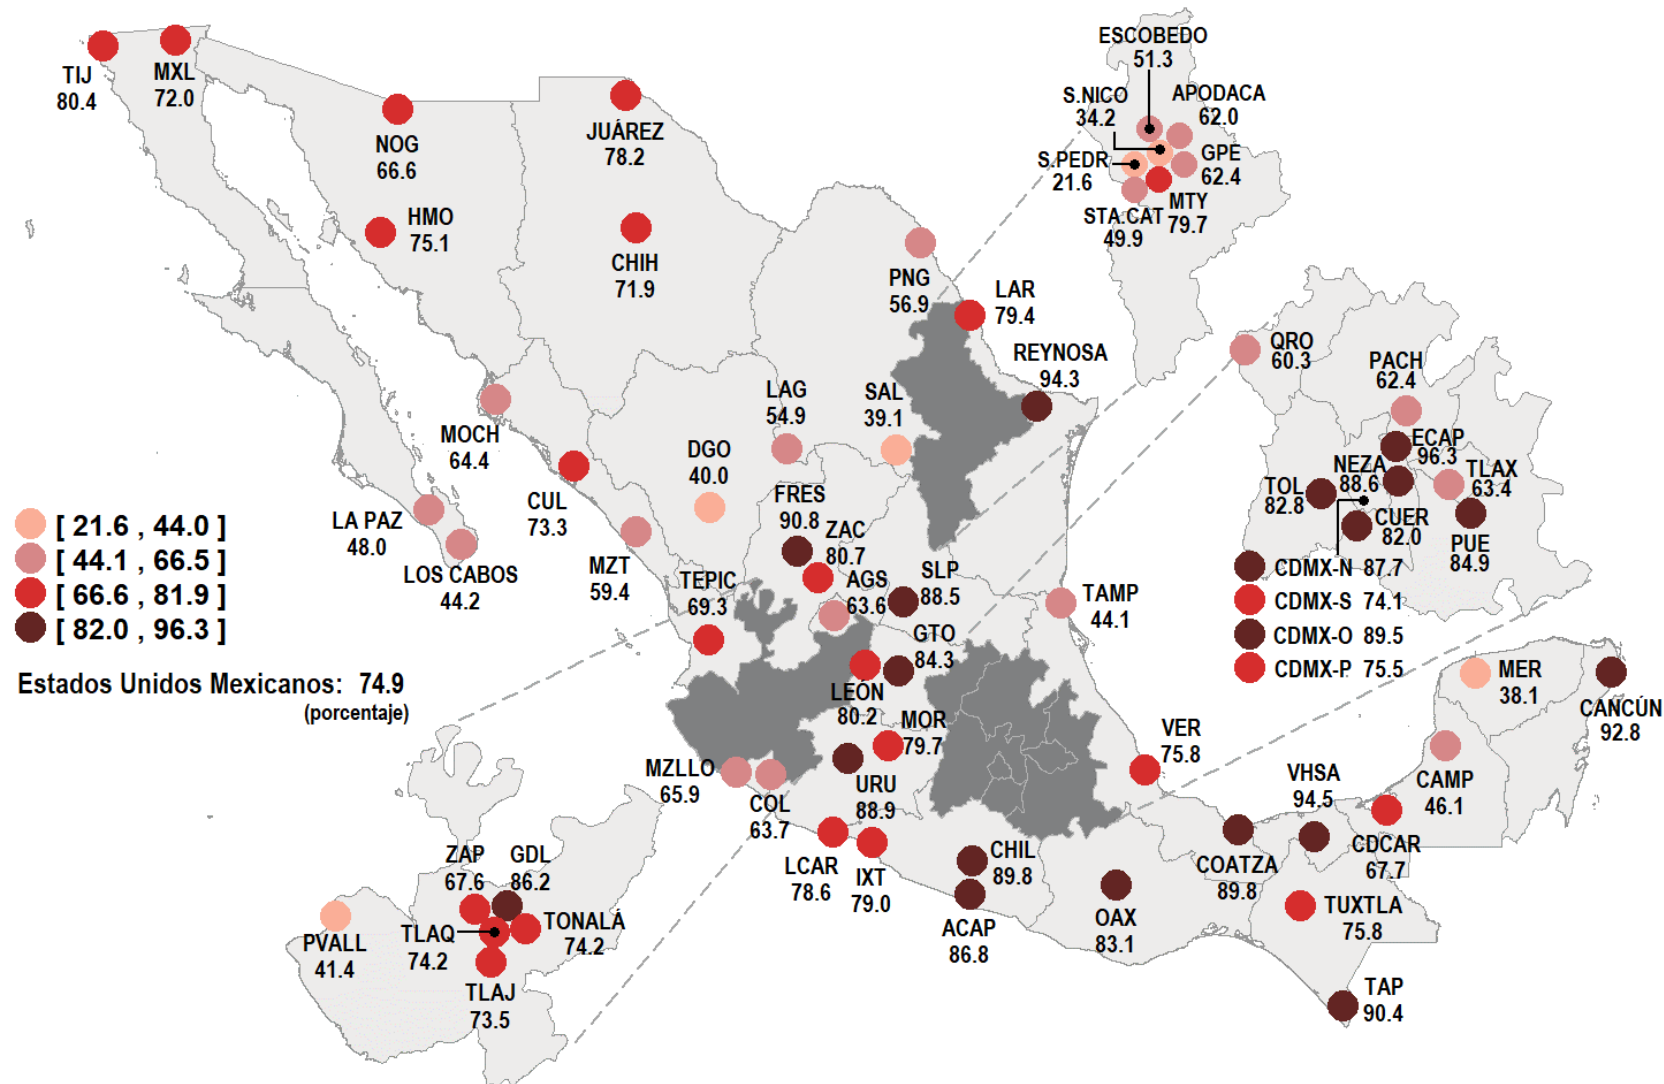 ESCOBEDO
51.3
TIJ
80.4
MXL
72.0
S.NICO
34.2
APODACA
62.0
NOG
66.6
JUÁREZ
78.2
S.PEDR
21.6
GPE
62.4
STA.CAT
49.9
MTY
79.7
HMO
75.1
CHIH
71.9
PNG
56.9
LAR
79.4
REYNOSA
94.3
QRO
60.3
PACH
62.4
LAG
54.9
SAL
39.1
MOCH
64.4
DGO
40.0
ECAP
96.3
NEZA
88.6
TLAX
63.4
TOL
82.8
CUER
82.0
PUE
84.9
CUL
73.3
FRES
90.8
ZAC
80.7
LA PAZ
48.0
LOS CABOS
44.2
MZT
59.4
TEPIC
69.3
AGS
63.6
SLP
88.5
TAMP
44.1
[ 21.6 , 44.0 ]
[ 44.1 , 66.5 ]
[ 66.6 , 81.9 ]
[ 82.0 , 96.3 ]
Estados Unidos Mexicanos: 74.9
(porcentaje)
CDMX-N 87.7
CDMX-S 74.1
CDMX-O 89.5
CDMX-P 75.5
GTO
84.3
LEÓN
80.2
MOR
79.7
MER
38.1
CANCÚN
92.8
VER
75.8
MZLLO
65.9
COL
63.7
URU
88.9
VHSA
94.5
CAMP
46.1
CDCAR
67.7
LCAR
78.6
IXT
79.0
CHIL
89.8
ACAP
86.8
OAX
83.1
COATZA
89.8
TUXTLA
75.8
TAP
90.4
ZAP
67.6
GDL
86.2
PVALL
41.4
TLAQ
74.2
TONALÁ
74.2
TLAJ
73.5